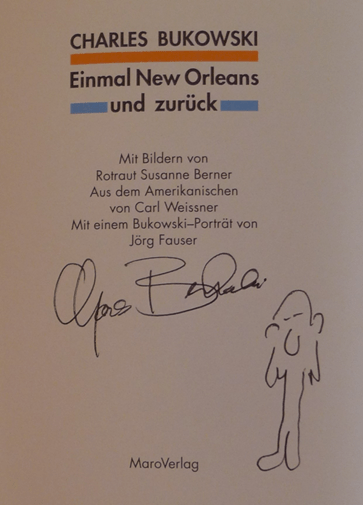 CHARLES BUKOWSKI
Einmal New Orleans
und zurück
Mit Bildern von
Rotraut Susanne Berner
Aus dem Amerikanischen
von Carl Weissner
Mit einem Bukowski–Porträt von
Jörg Fauser
MaroVerlag